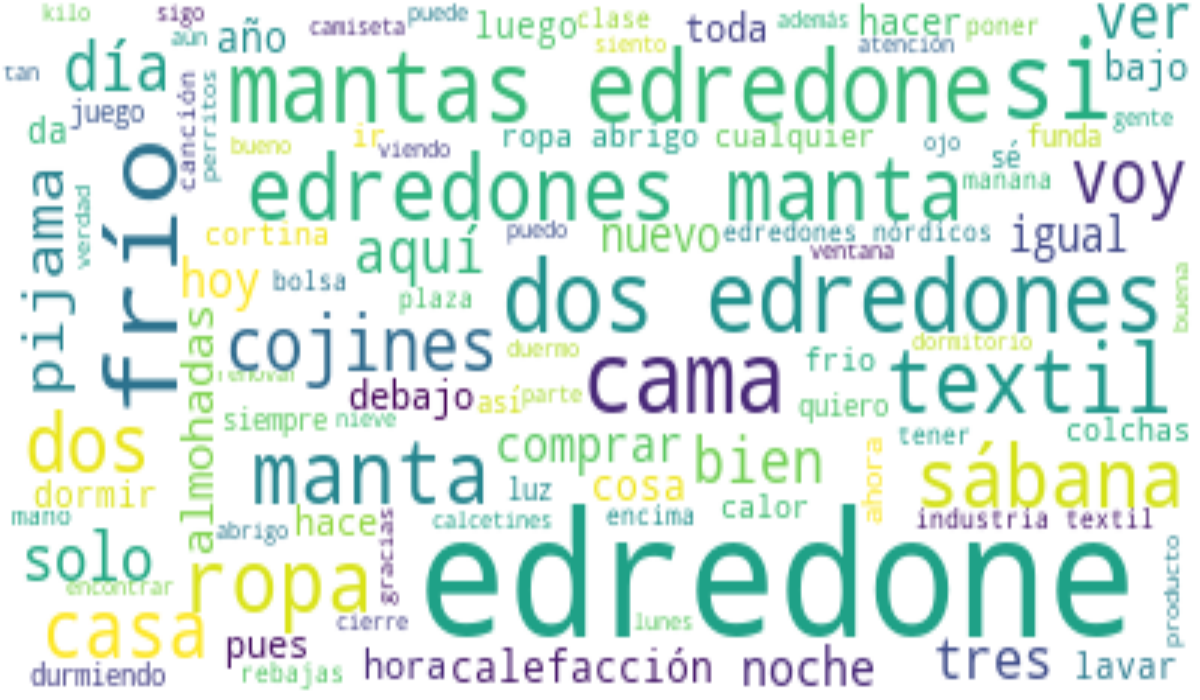 kilo sigo camiseta puede luego clase además hacer poner ver
aún año siento toda atención
tan día mantas edredone si bajo
juego canción perritos gente
da bueno ir viendo ropa abrigo cualquier ojo sé funda
pijama verdad frío edredones manta mañana voy
cortina aquí puedo nuevo edredones nórdicos igual
hoy bolsa plaza dos edredones ventana buena
almohadas cojines duermo cama frio dormitorio textil
renovar debajo así parte quiero
dos siempre nieve comprar bien tener colchas
dormir manta luz cosa calor ahora sábana
mano abrigo hace gracias calcetines encima industria textil
solo encontrar ropa edredone producto
casa cierre lunes
durmiendo pues rebajas hora calefacción noche tres lavar